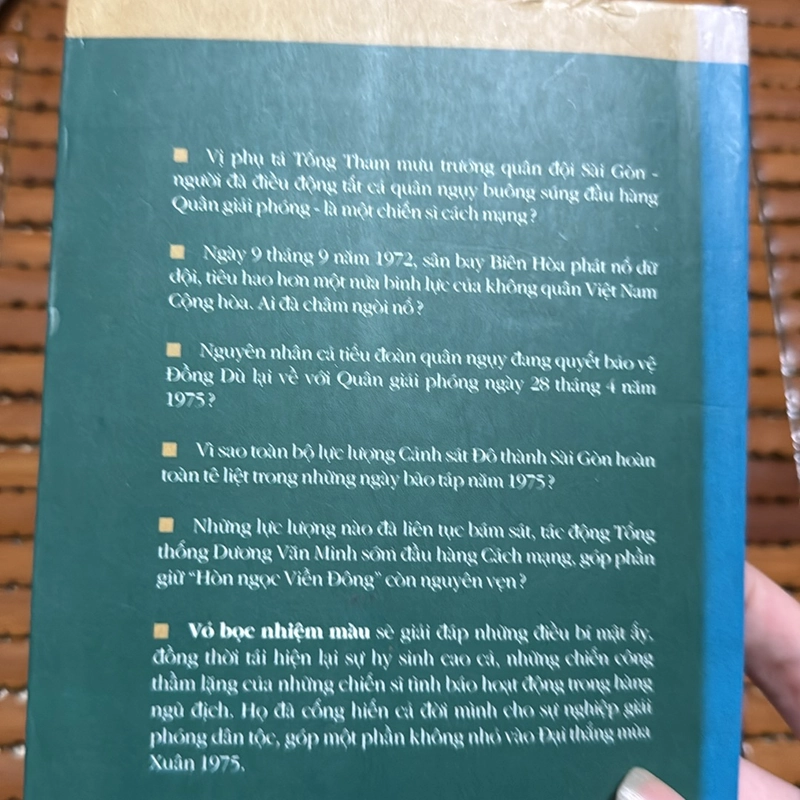 ■ Vị phụ tá Tổng Tham mưu trưởng quân đội Sài Gòn -
người đã điều động tất cả quân ngụy buông súng đầu hàng
Quân giải phóng - là một chiến sĩ cách mạng?
■ Ngày 9 tháng 9 năm 1972, sân bay Biên Hòa phát nổ dữ
dội, tiêu hao hơn một nửa binh lực của không quân Việt Nam
Cộng hòa. Ai đã châm ngòi nổ?
■ Nguyên nhân cả tiểu đoàn quân ngụy đang quyết bảo vệ
Đồng Dù lại về với Quân giải phóng ngày 28 tháng 4 năm
1975?
■ Vì sao toàn bộ lực lượng Cảnh sát Đô thành Sài Gòn hoàn
toàn tê liệt trong những ngày bão táp năm 1975?
■ Những lực lượng nào đã liên tục bám sát, tác động Tổng
thống Dương Văn Minh sớm đầu hàng Cách mạng, góp phần
giữ "Hòn ngọc Viễn Đông" còn nguyên vẹn?
■ Vỏ bọc nhiệm màu sẽ giải đáp những điều bí mật ấy,
đồng thời tái hiện lại sự hy sinh cao cả, những chiến công
thầm lặng của những chiến sĩ tình báo hoạt động trong hàng
ngũ địch. Họ đã cống hiến cả đời mình cho sự nghiệp giải
phóng dân tộc, góp một phần không nhỏ vào Đại thắng mùa
Xuân 1975.